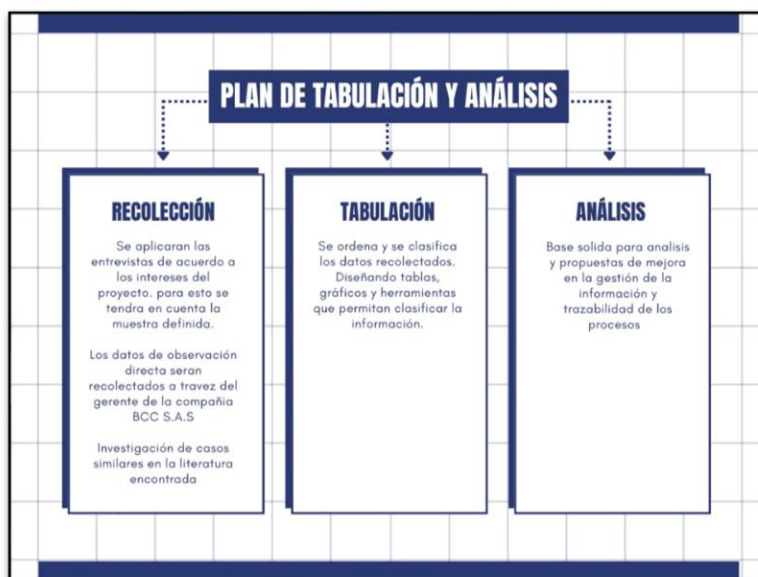 PLAN DE TABULACIÓN Y ANÁLISIS
RECOLECCIÓN
Se aplicaran las
entrevistas de acuerdo a
los intereses del
proyecto. para esto se
tendra en cuenta la
muestra definida.
Los datos de observación
directa seran
recolectados a travez del
gerente de la compañia
BCC S.A.S
Investigación de casos
similares en la literatura
encontrada
TABULACIÓN
Se ordena y se clasifica
los datos recolectados.
Diseñando tablas,
gráficos y herramientas
que permitan clasificar la
información.
ANÁLISIS
Base solida para analisis
y propuestas de mejora
en la gestión de la
información y
trazabilidad de los
procesos